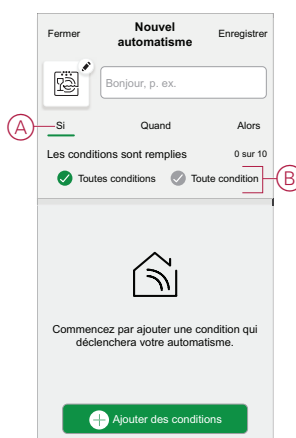 Fermer
Nouvel
automatisme
Enregistrer
Bonjour, p. ex.
A
Si
Quand
Alors
Les conditions sont remplies
0 sur 10
Toutes conditions
Toute condition
B
Commencez par ajouter une condition qui
déclenchera votre automatisme.
Ajouter des conditions